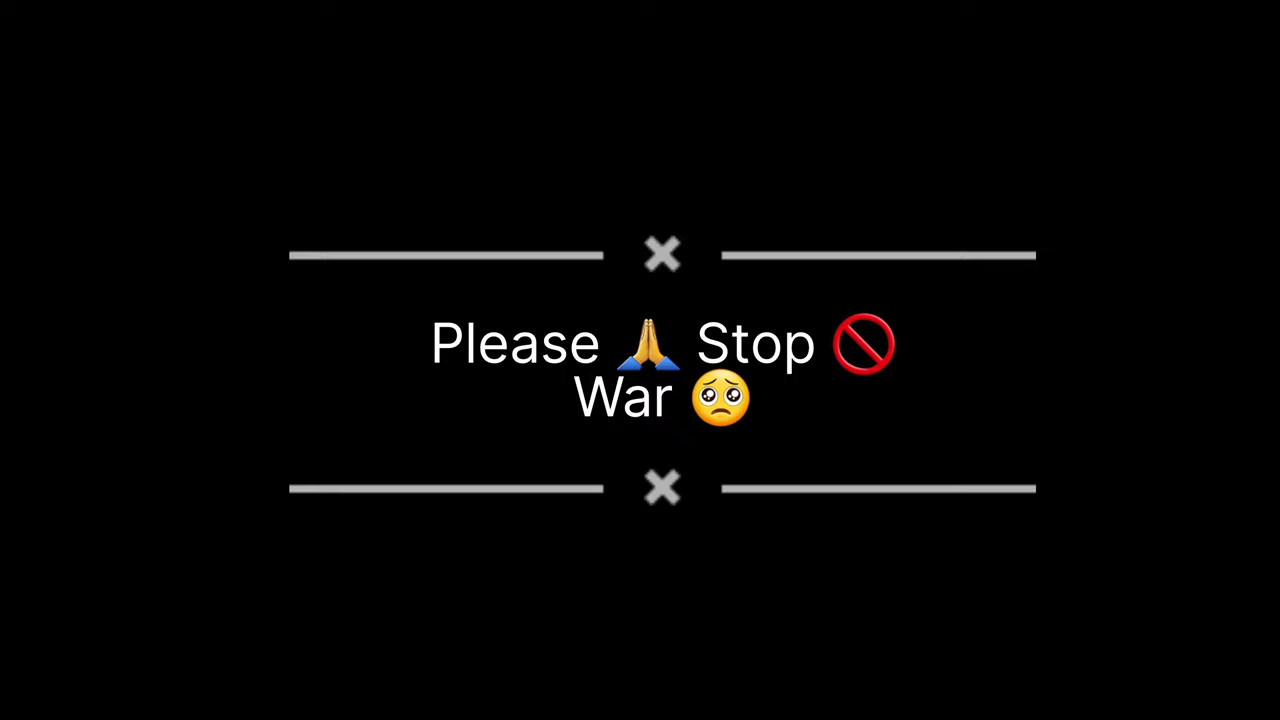 Please 🙏 Stop 🚫
War 🥺